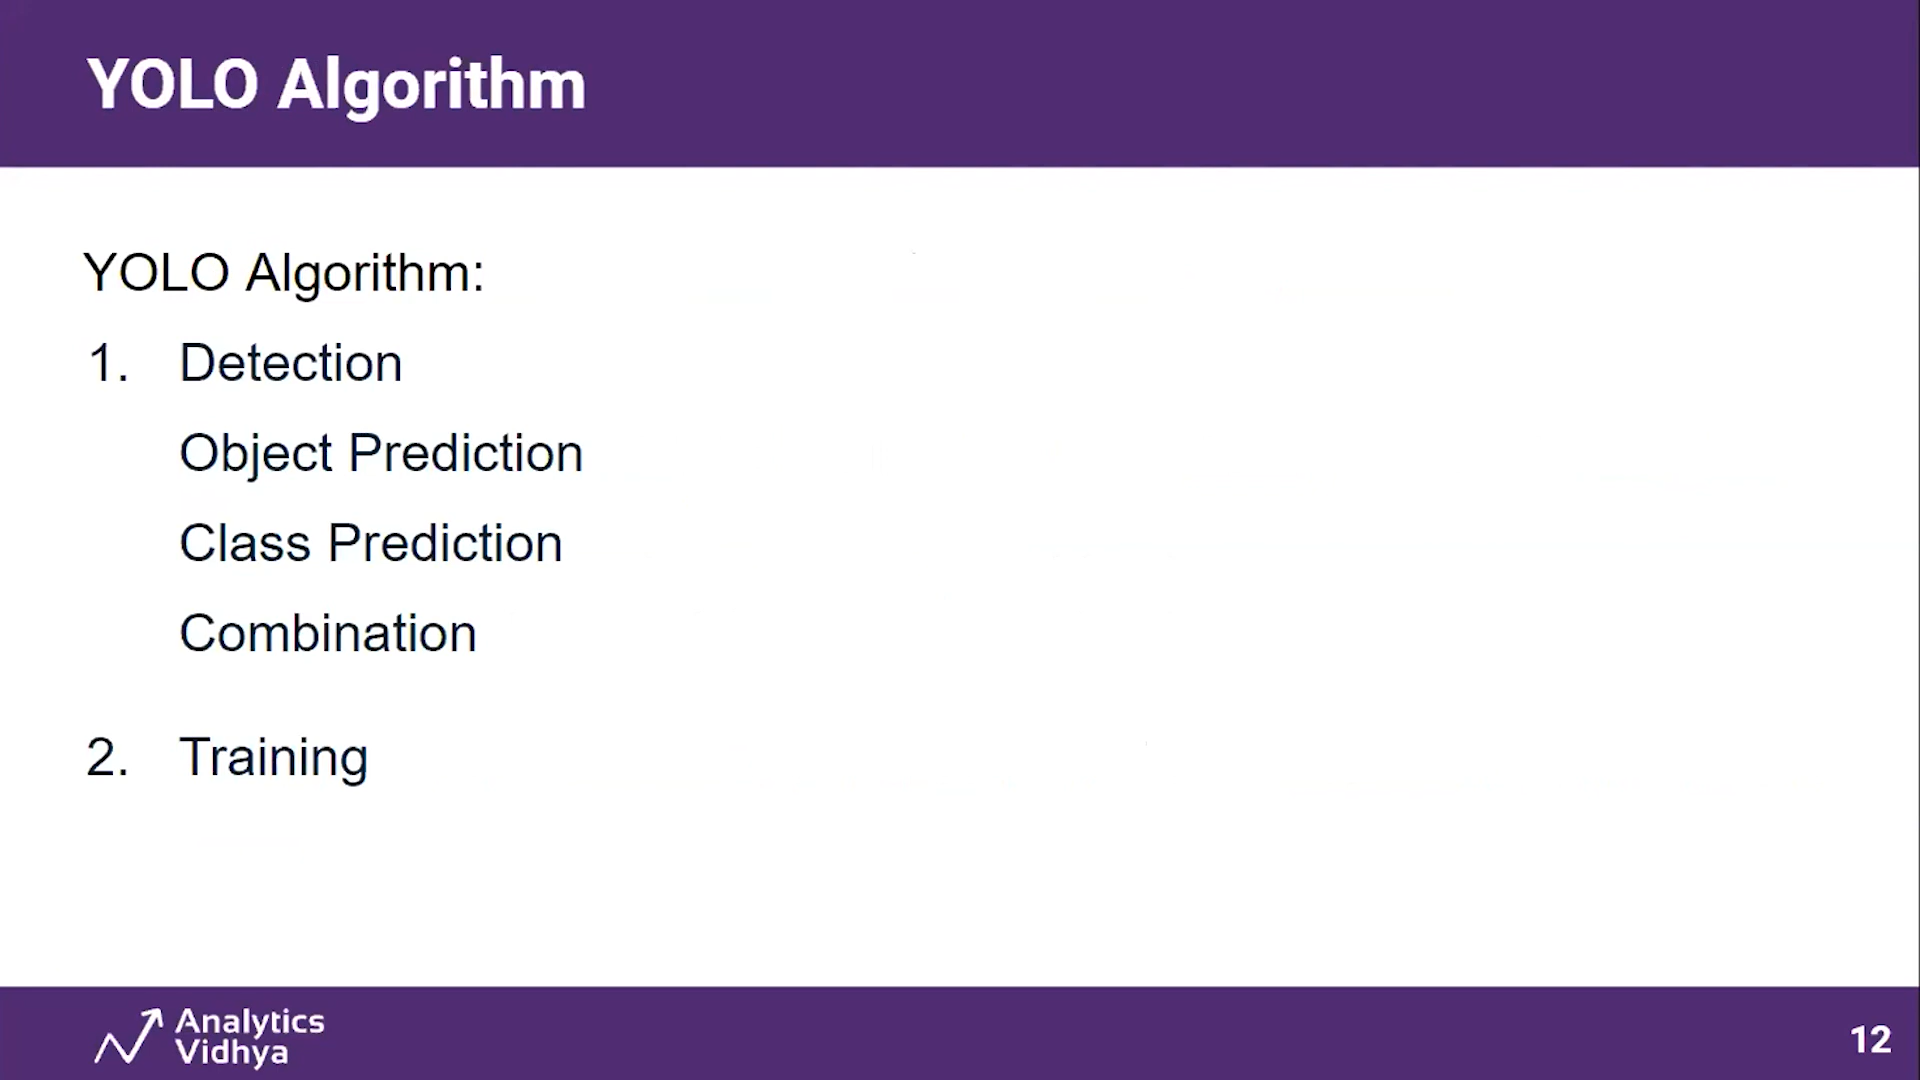 YOLO Algorithm
YOLO Algorithm:
1. Detection
Object Prediction
Class Prediction
Combination
2. Training
Analytics
Vidhya
12